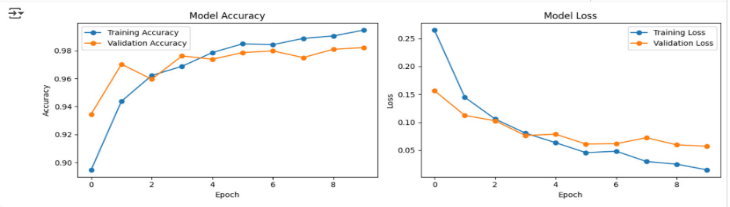 Model Accuracy
Training Accuracy
Validation Accuracy
0.98
0.96
0.94
0.92
0.90
Accuracy
0 2 4 6 8
Epoch
Model Loss
Training Loss
Validation Loss
0.25
0.20
0.15
0.10
0.05
Loss
0 2 4 6 8
Epoch